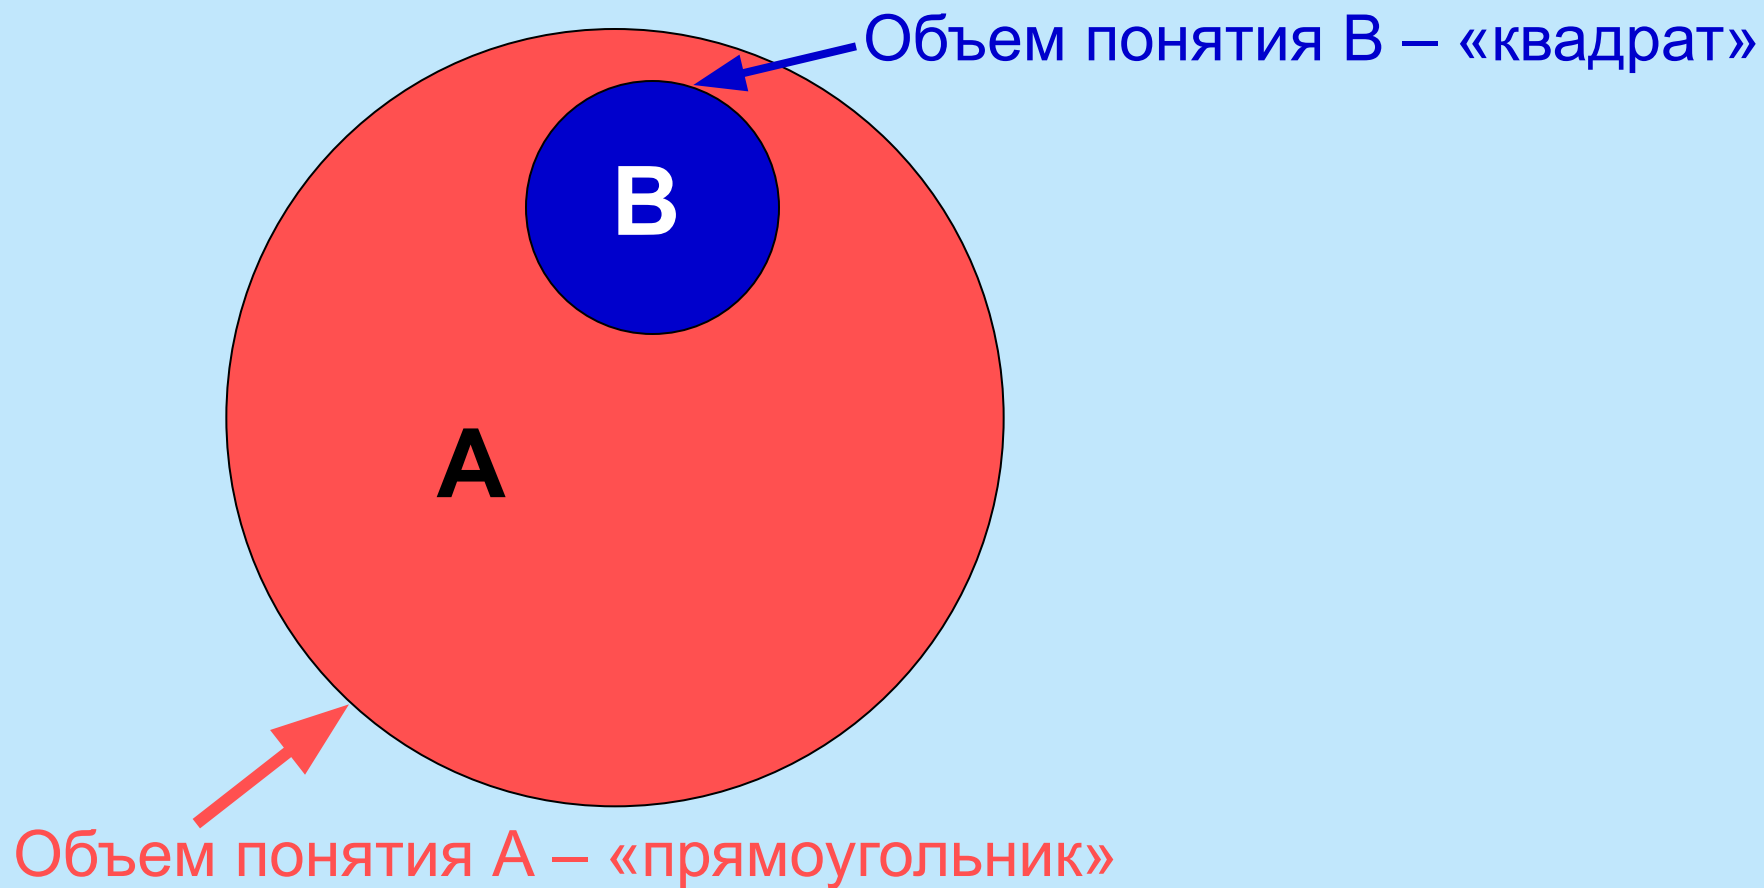 Объем понятия В – «квадрат»
В
А
Объем понятия А – «прямоугольник»